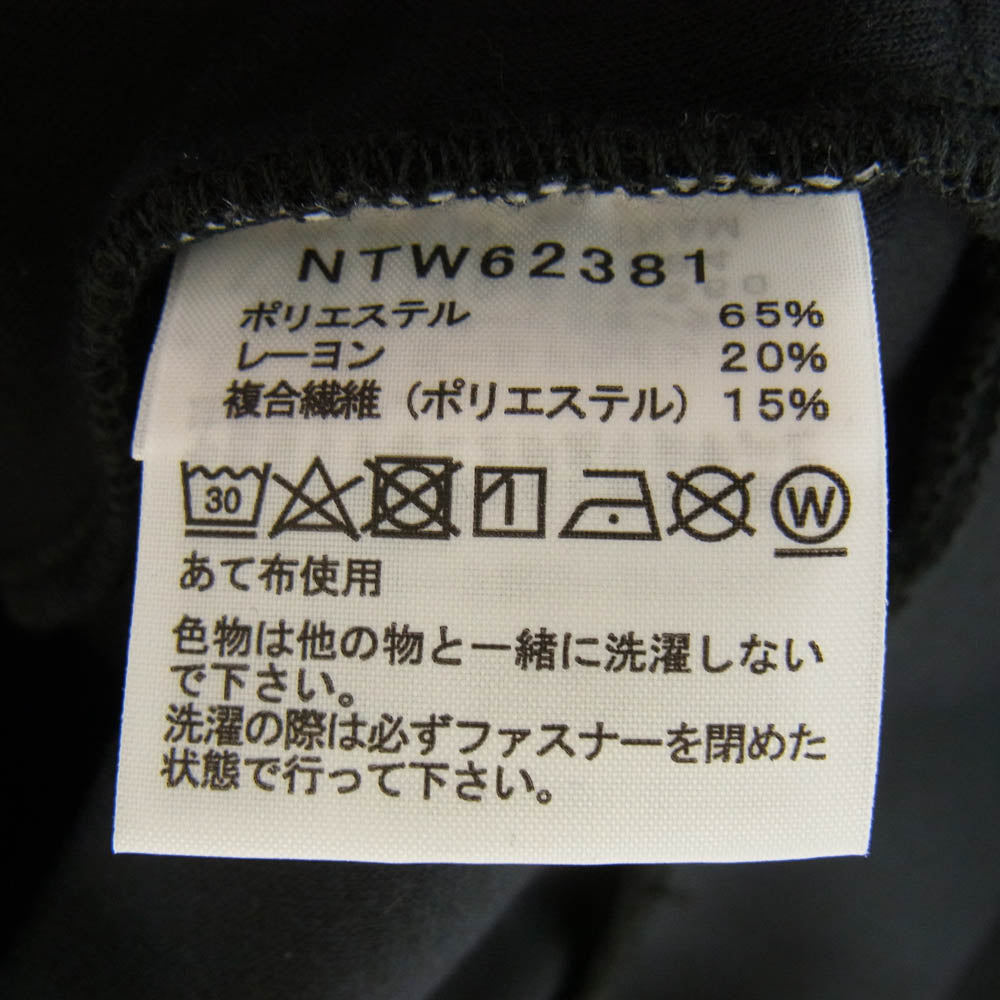 NTW62381
ポリエステル 65%
レーヨン 20%
複合繊維（ポリエステル）15%
30 W
あて布使用
色物は他の物と一緒に洗濯しない
で下さい。
洗濯の際は必ずファスナーを閉めた
状態で行って下さい。